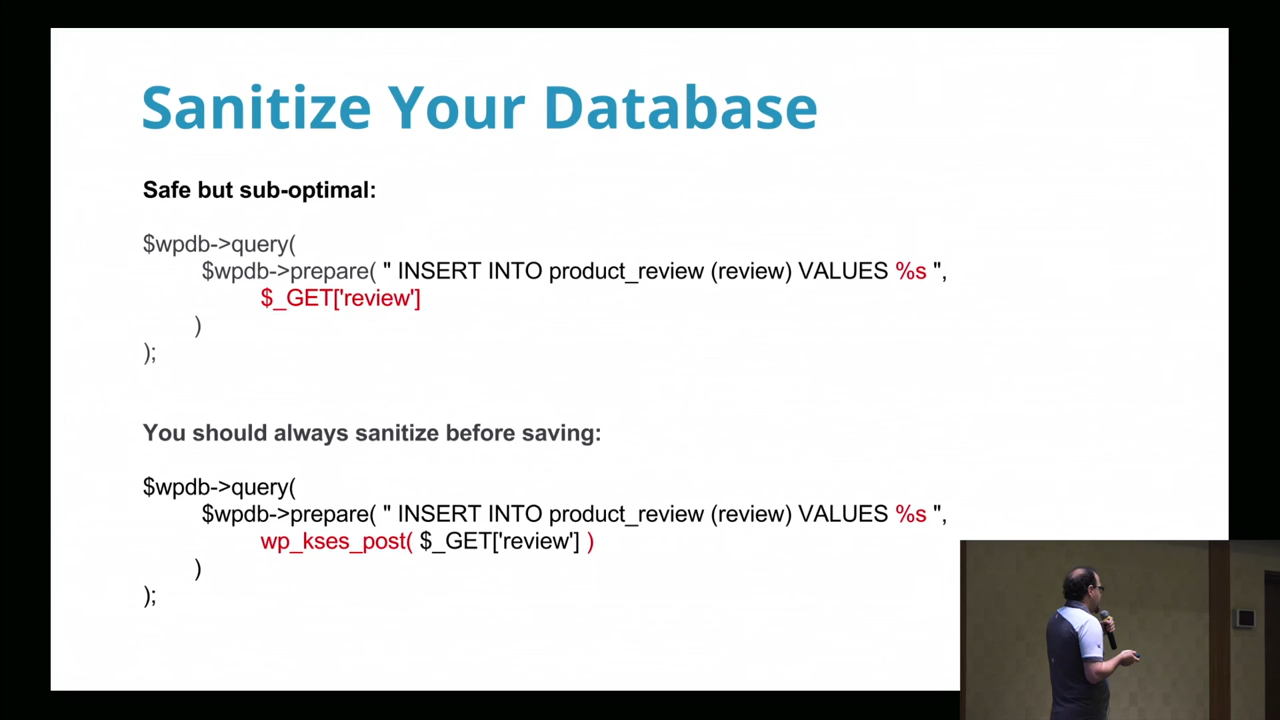 Sanitize Your Database
Safe but sub-optimal:
$wpdb->query(
$wpdb->prepare( " INSERT INTO product_review (review) VALUES %s ",
$_GET['review']
)
);
You should always sanitize before saving:
$wpdb->query(
$wpdb->prepare( " INSERT INTO product_review (review) VALUES %s ",
wp_kses_post( $_GET['review'] )
)
);